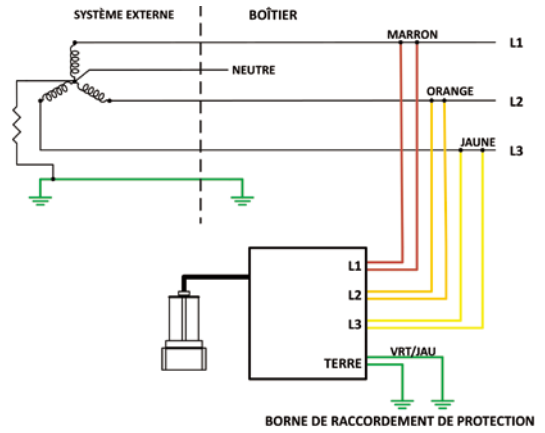 SYSTÈME EXTERNE
BOÎTIER
MARRON
L1
NEUTRE
ORANGE
L2
JAUNE
L3
L1
L2
L3
TERRE
VRT/JAU
BORNE DE RACCORDEMENT DE PROTECTION